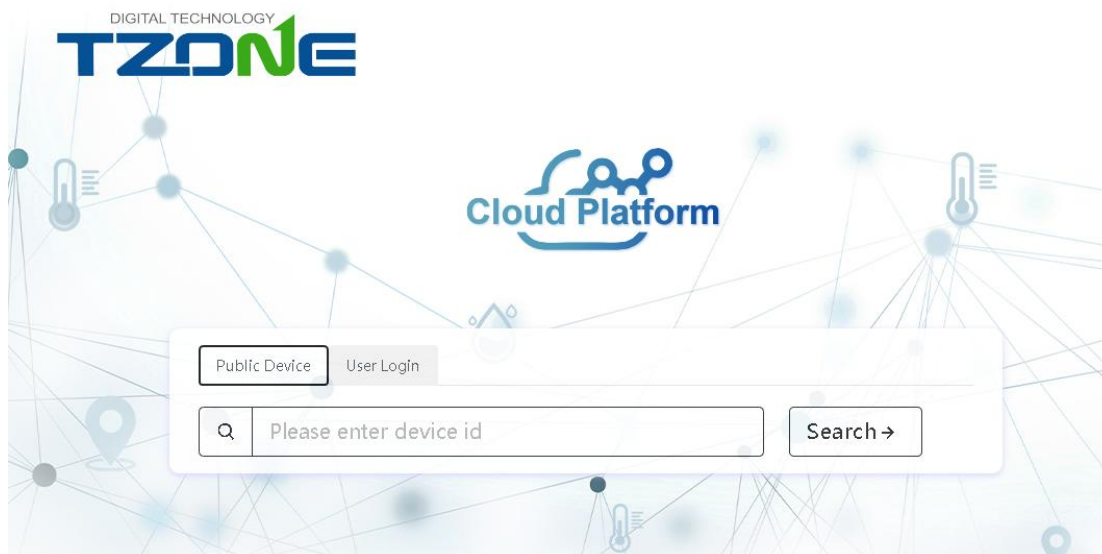 DIGITAL TECHNOLOGY
TZONE
Cloud Platform
Public Device User Login
Please enter device id
Search →